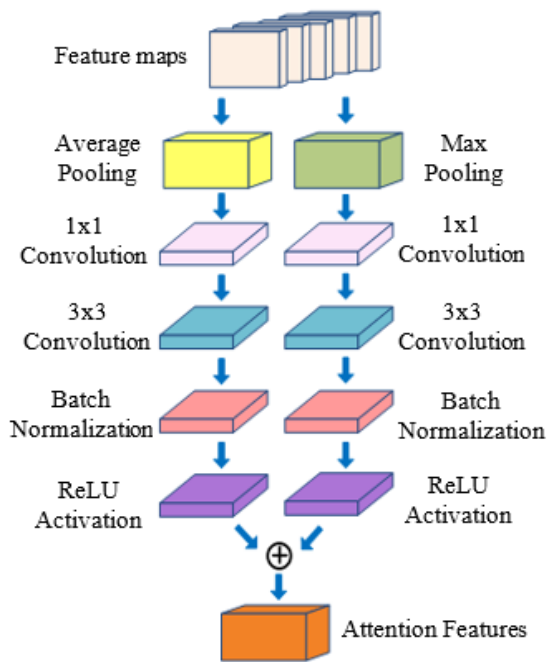 Feature maps
Average
Pooling
Max
Pooling
1x1
Convolution
1x1
Convolution
3x3
Convolution
3x3
Convolution
Batch
Normalization
Batch
Normalization
ReLU
Activation
ReLU
Activation
Attention Features